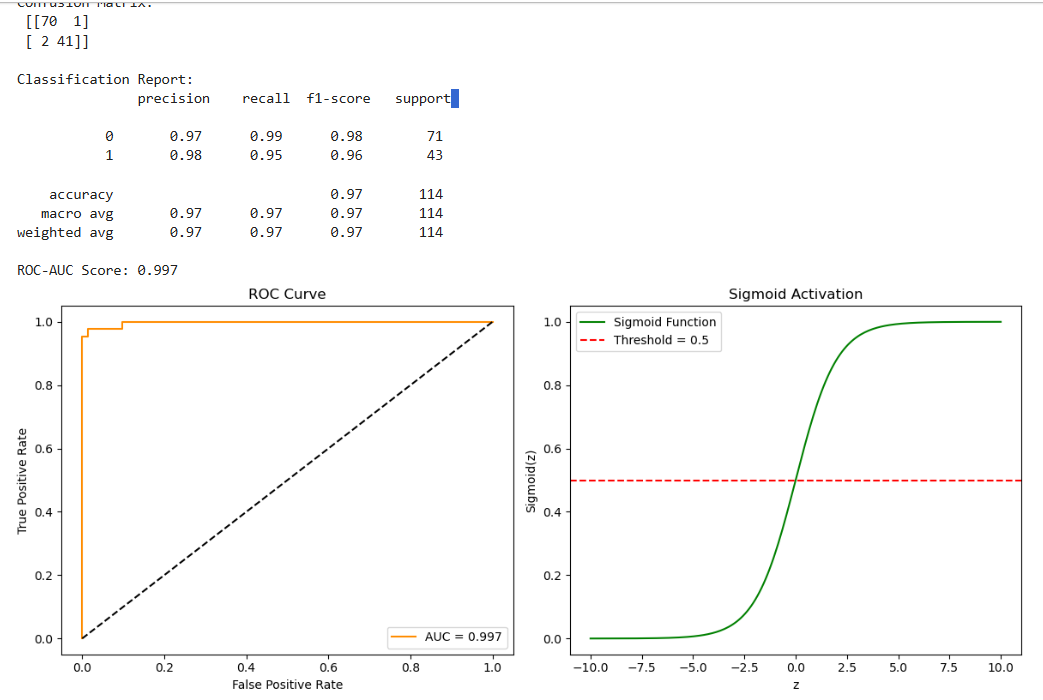 Confusion Matrix:
[[70  1]
[ 2 41]]
Classification Report:
precision    recall  f1-score   support
0       0.97      0.99      0.98        71
1       0.98      0.95      0.96        43
accuracy                           0.97       114
macro avg       0.97      0.97      0.97       114
weighted avg       0.97      0.97      0.97       114
ROC-AUC Score: 0.997
ROC Curve
True Positive Rate
1.0
0.8
0.6
0.4
0.2
0.0
AUC = 0.997
0.0 0.2 0.4 0.6 0.8 1.0
False Positive Rate
Sigmoid Activation
Sigmoid(z)
1.0
0.8
0.6
0.4
0.2
0.0
Sigmoid Function
Threshold = 0.5
−10.0 −7.5 −5.0 −2.5 0.0 2.5 5.0 7.5 10.0
z